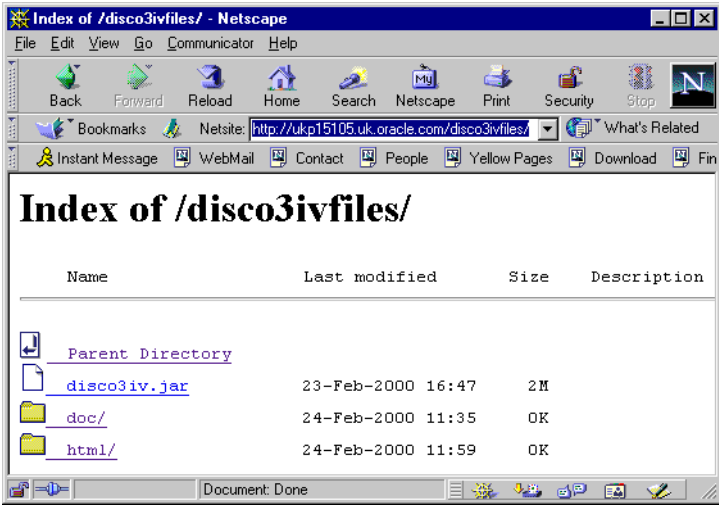 Index of /disco3ivfiles/ - Netscape
File Edit View Go Communicator Help
Back Forward Reload Home Search Netscape Print Security Stop N
Bookmarks Netsite: http://ukp15105.uk.oracle.com/disco3ivfiles/ What's Related
Instant Message WebMail Contact People Yellow Pages Download Fin
Index of /disco3ivfiles/
Name Last modified Size Description
Parent Directory
disco3iv.jar 23-Feb-2000 16:47 2M
doc/ 24-Feb-2000 11:35 0K
html/ 24-Feb-2000 11:59 0K
Document: Done